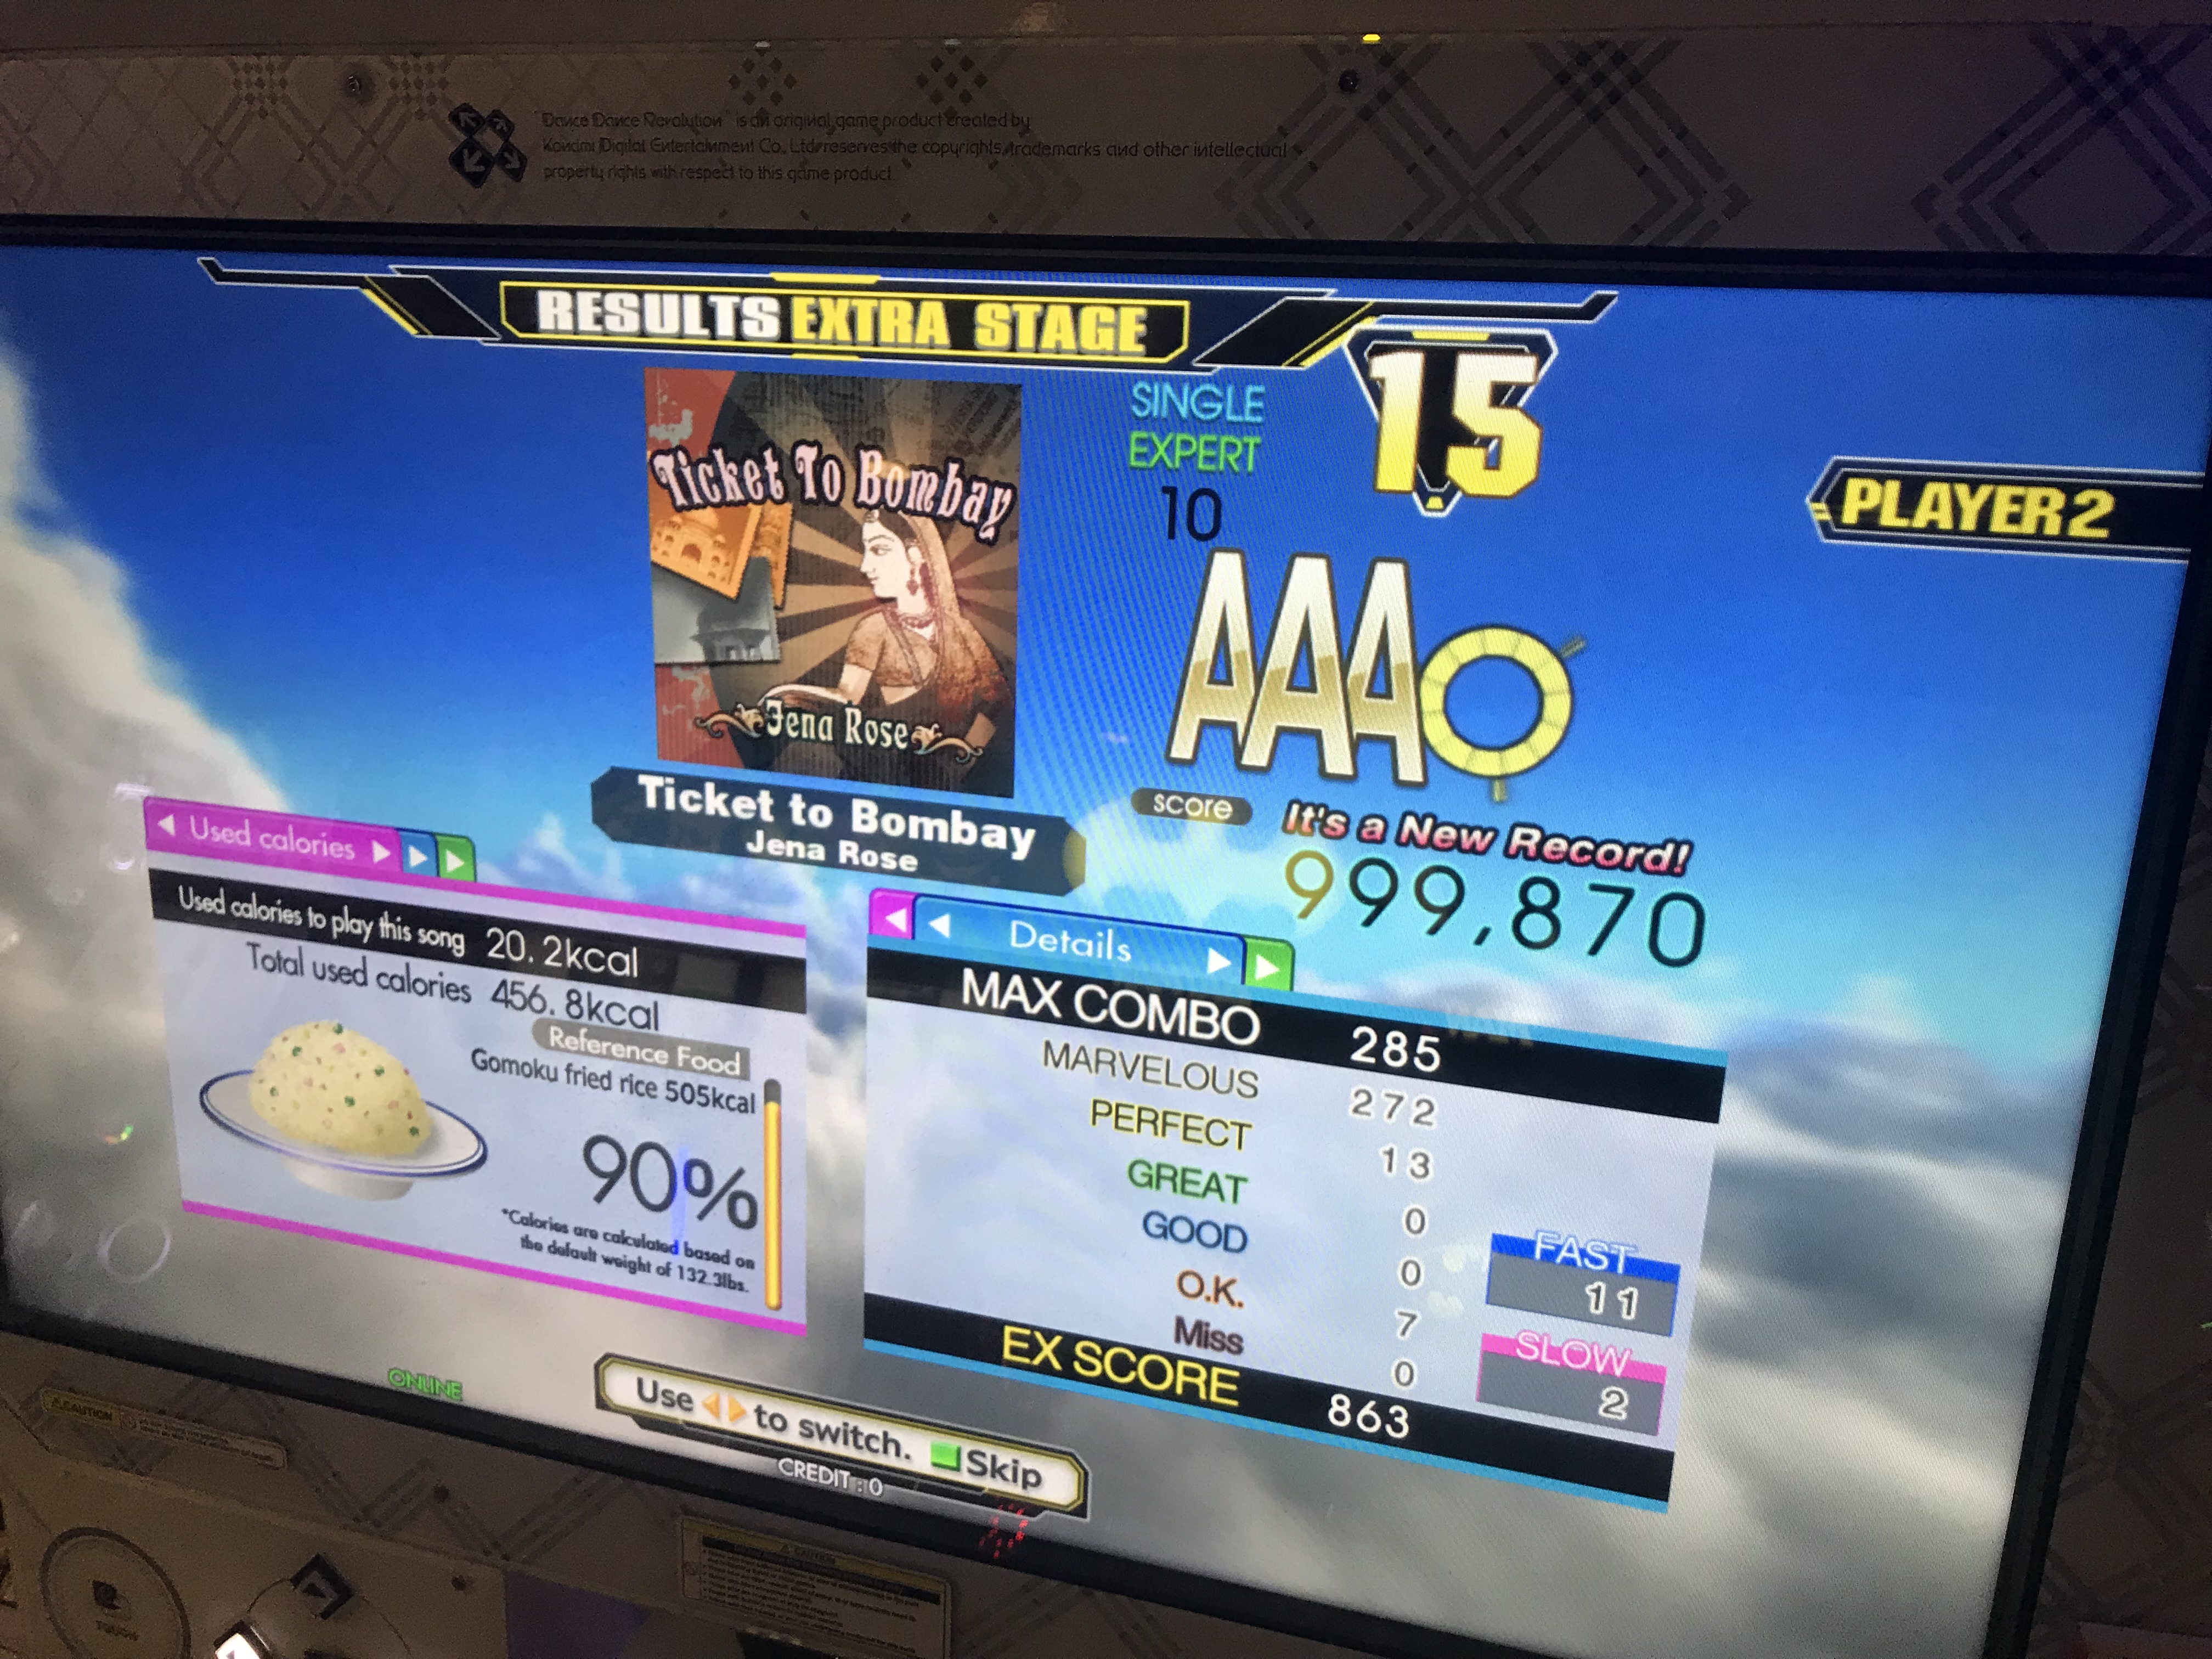 "Dance Dance Revolution" is an original game product created by
Konami Digital Entertainment Co., Ltd. reserves the copyrights, trademarks and other intellectual
property rights with respect to this game product.
RESULTS EXTRA STAGE
15
SINGLE
EXPERT
10
PLAYER2
Ticket To Bombay
Jena Rose
AAA
Ticket to Bombay
Jena Rose
score
It's a New Record!
999,870
Used calories
Used calories to play this song 20.2kcal
Total used calories 456.8kcal
Reference Food
Gomoku fried rice 505kcal
90%
*Calories are calculated based on
the default weight of 132.3lbs.
Details
MAX COMBO 285
MARVELOUS 272
PERFECT 13
GREAT 0
GOOD 0
O.K. 7
Miss 0
EX SCORE 863
FAST
11
SLOW
2
ONLINE
Use to switch. Skip
CREDIT : 0
CAUTION
CAUTION
TOUCH